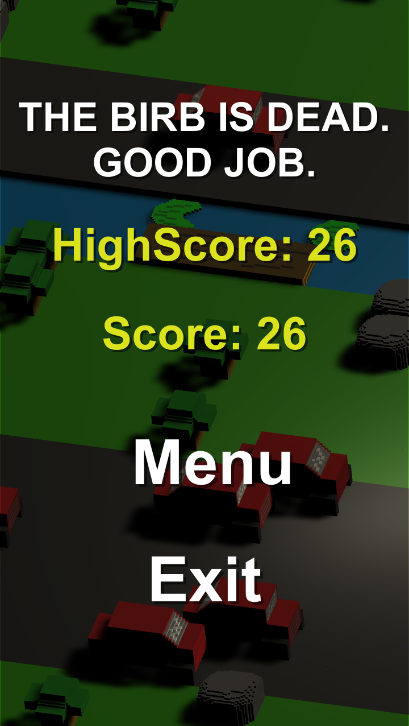 THE BIRB IS DEAD.
GOOD JOB.
HighScore: 26
Score: 26
Menu
Exit